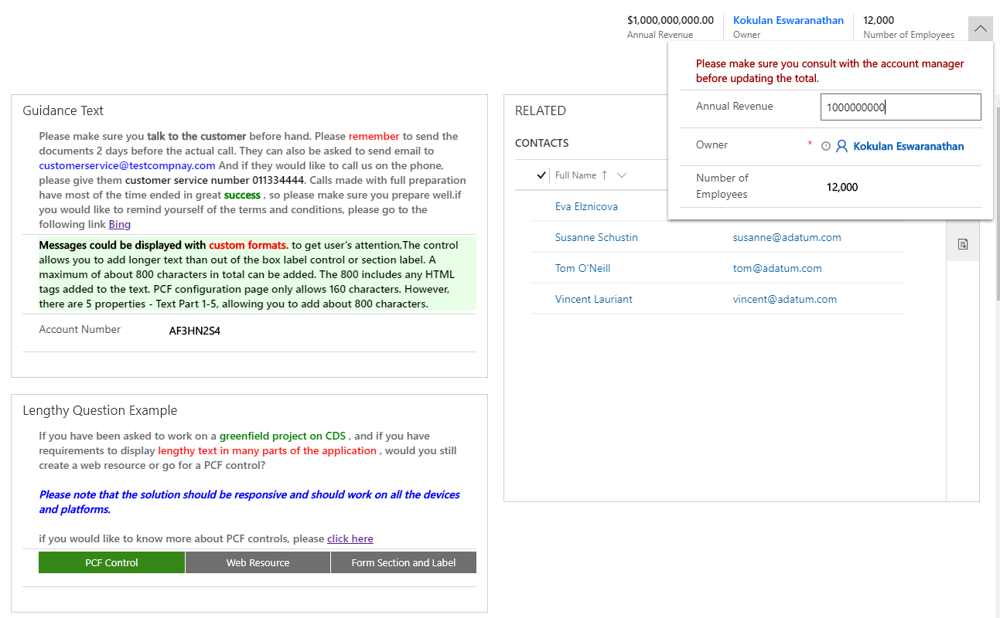 $1,000,000,000.00
Annual Revenue
Kokulan Eswaranathan
Owner
12,000
Number of Employees
Please make sure you consult with the account manager
before updating the total.
Annual Revenue
1000000000
Owner
*
Kokulan Eswaranathan
Number of
Employees
12,000
Guidance Text
Please make sure you talk to the customer before hand. Please remember to send the
documents 2 days before the actual call. They can also be asked to send email to
customerservice@testcompnay.com And if they would like to call us on the phone,
please give them customer service number 011334444. Calls made with full preparation
have most of the time ended in great success , so please make sure you prepare well.if
you would like to remind yourself of the terms and conditions, please go to the
following link Bing
Messages could be displayed with custom formats. to get user's attention,The control
allows you to add longer text than out of the box label control or section label. A
maximum of about 800 characters in total can be added. The 800 includes any HTML
tags added to the text. PCF configuration page only allows 160 characters. However,
there are 5 properties - Text Part 1-5, allowing you to add about 800 characters.
Account Number
AF3HN2S4
Lengthy Question Example
If you have been asked to work on a greenfield project on CDS , and if you have
requirements to display lengthy text in many parts of the application , would you still
create a web resource or go for a PCF control?
Please note that the solution should be responsive and should work on all the devices
and platforms.
if you would like to know more about PCF controls, please click here
PCF Control
Web Resource
Form Section and Label
RELATED
CONTACTS
Full Name
Eva Elznicova
Susanne Schustin
susanne@adatum.com
Tom O'Neill
tom@adatum.com
Vincent Lauriant
vincent@adatum.com